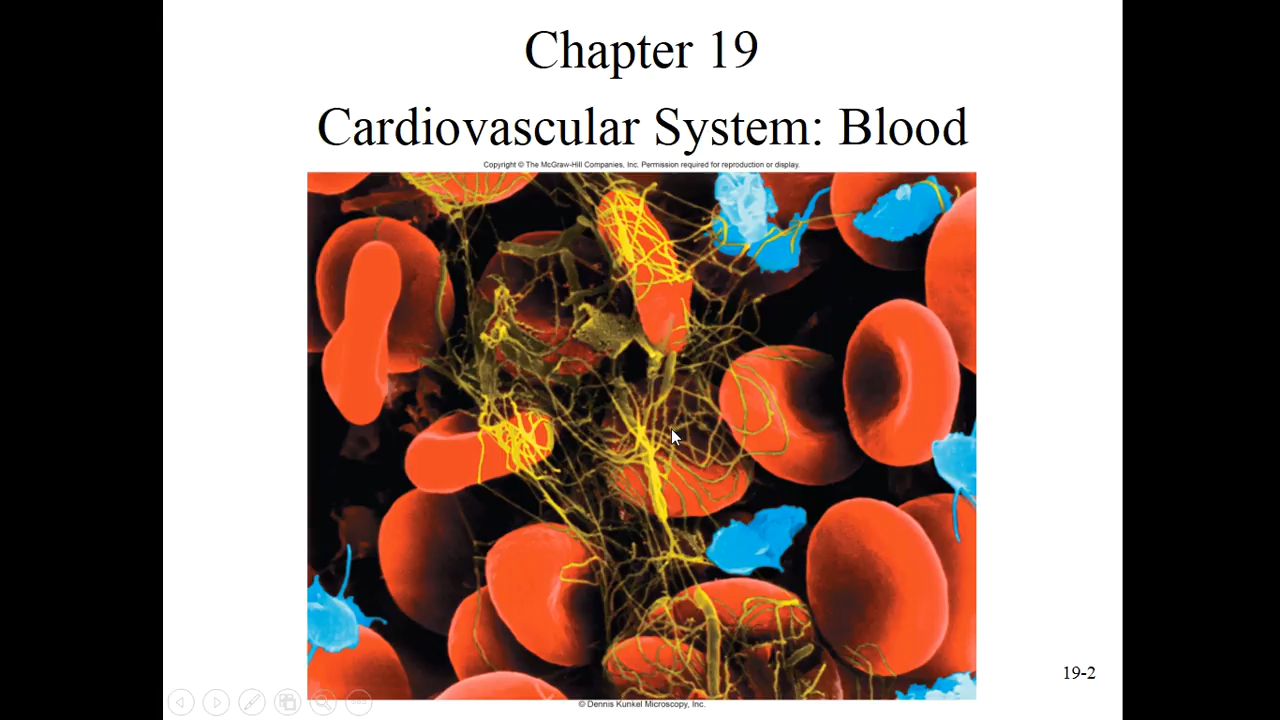 Chapter 19
Cardiovascular System: Blood
Copyright © The McGraw-Hill Companies, Inc. Permission required for reproduction or display.
19-2
© Dennis Kunkel Microscopy, Inc.